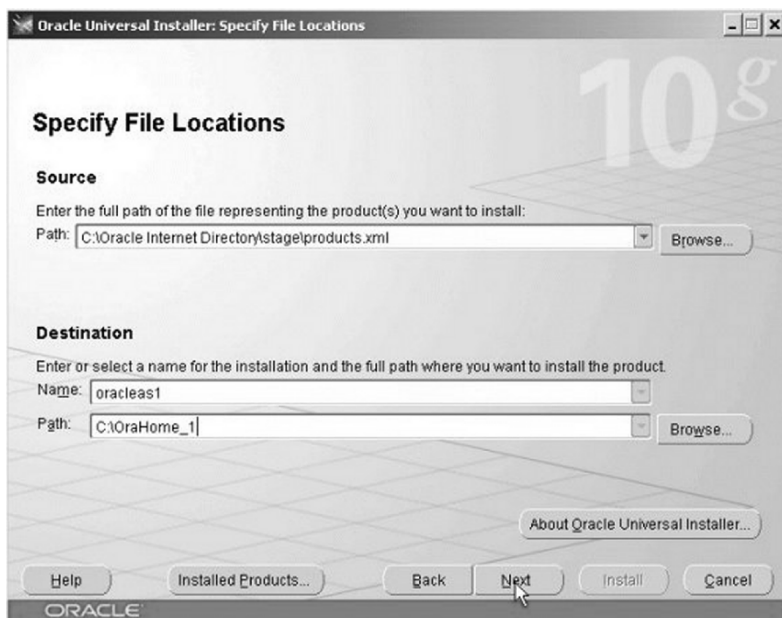 Oracle Universal Installer: Specify File Locations
10g
Specify File Locations
Source
Enter the full path of the file representing the product(s) you want to install:
Path: C:\Oracle Internet Directory\stage\products.xml Browse...
Destination
Enter or select a name for the installation and the full path where you want to install the product.
Name: oracleas1
Path: C:\OraHome_1 Browse...
About Oracle Universal Installer...
Help Installed Products... Back Next Install Cancel
ORACLE